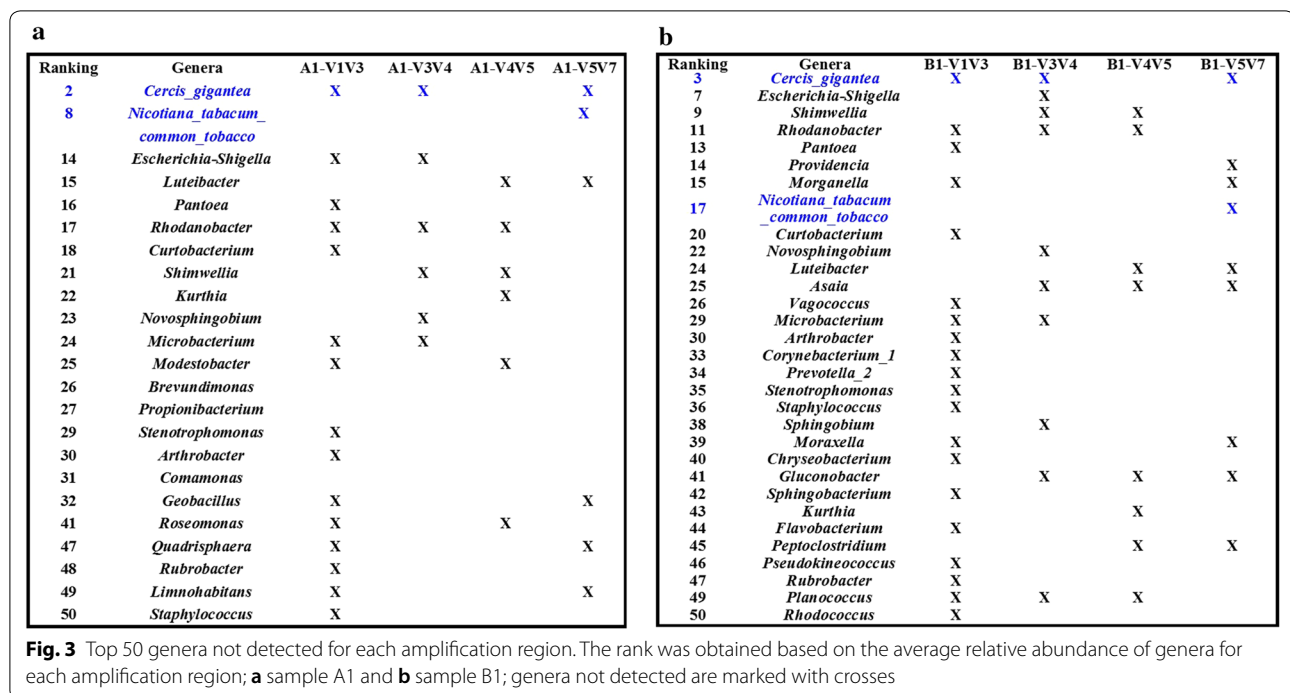 a
Ranking Genera A1-V1V3 A1-V3V4 A1-V4V5 A1-V5V7
2 Cercis_gigantea X X X
8 Nicotiana_tabacum_ X
common_tobacco
14 Escherichia-Shigella X X
15 Luteibacter X X
16 Pantoea X
17 Rhodanobacter X X X
18 Curtobacterium X
21 Shimwellia X X
22 Kurthia X
23 Novosphingobium X
24 Microbacterium X X
25 Modestobacter X X
26 Brevundimonas
27 Propionibacterium
29 Stenotrophomonas X
30 Arthrobacter X
31 Comamonas
32 Geobacillus X X
41 Roseomonas X X
47 Quadrisphaera X X
48 Rubrobacter X
49 Limnohabitans X X
50 Staphylococcus X
b
Ranking Genera B1-V1V3 B1-V3V4 B1-V4V5 B1-V5V7
3 Cercis_gigantea X X X
7 Escherichia-Shigella X
9 Shimwellia X X
11 Rhodanobacter X X X
13 Pantoea X
14 Providencia X
15 Morganella X X
17 Nicotiana_tabacum X
_common_tobacco
20 Curtobacterium X
22 Novosphingobium X
24 Luteibacter X X
25 Asaia X X X
26 Vagococcus X
29 Microbacterium X X
30 Arthrobacter X
33 Corynebacterium_1 X
34 Prevotella_2 X
35 Stenotrophomonas X
36 Staphylococcus X
38 Sphingobium X
39 Moraxella X X
40 Chryseobacterium X
41 Gluconobacter X X X
42 Sphingobacterium X
43 Kurthia X
44 Flavobacterium X
45 Peptoclostridium X X
46 Pseudokineococcus X
47 Rubrobacter X
49 Planococcus X X X
50 Rhodococcus X
Fig. 3 Top 50 genera not detected for each amplification region. The rank was obtained based on the average relative abundance of genera for
each amplification region; a sample A1 and b sample B1; genera not detected are marked with crosses